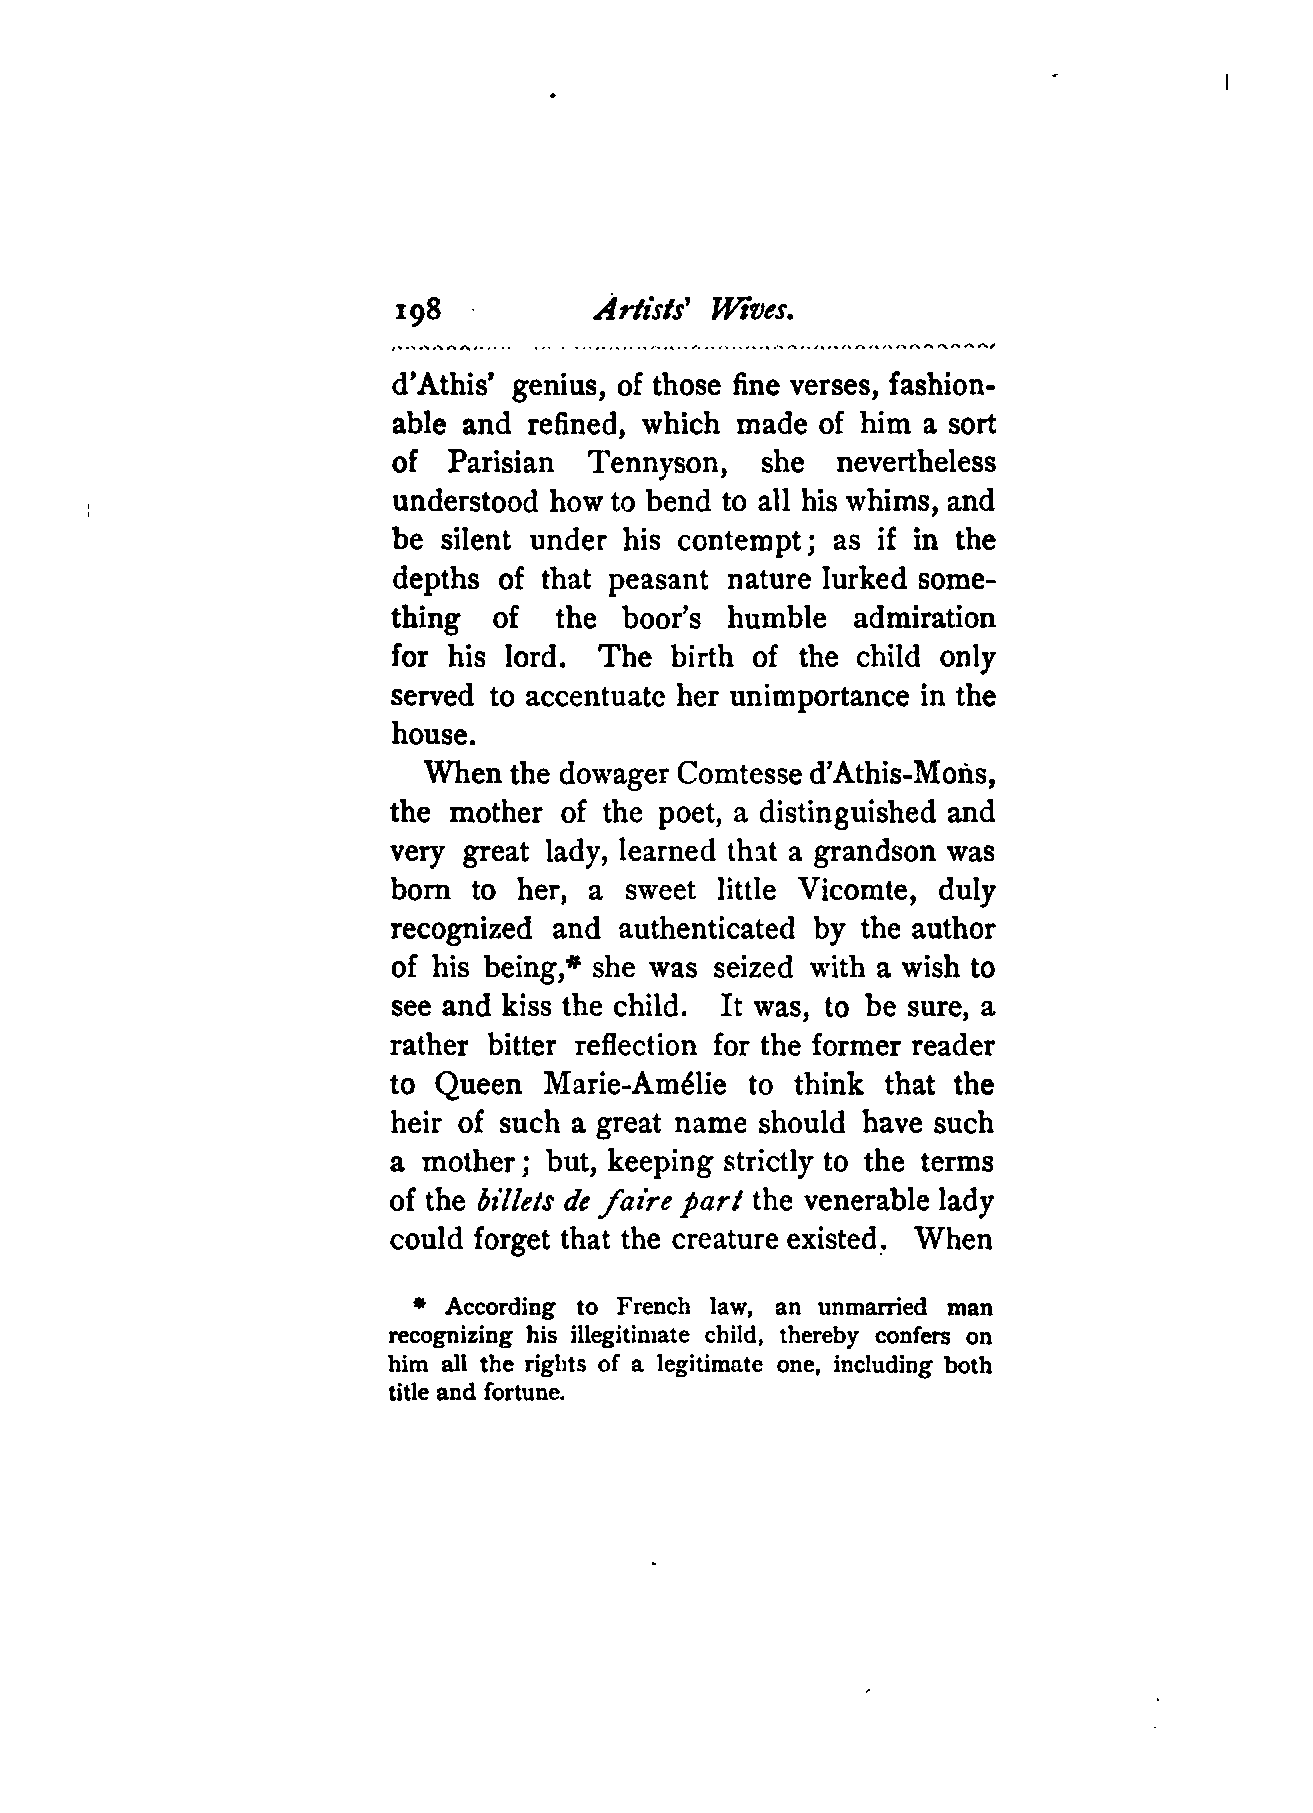 198 Artists' Wives.
d'Athis' genius, of those fine verses, fashion-
able and refined, which made of him a sort
of Parisian Tennyson, she nevertheless
understood how to bend to all his whims, and
be silent under his contempt; as if in the
depths of that peasant nature lurked some-
thing of the boor's humble admiration
for his lord. The birth of the child only
served to accentuate her unimportance in the
house.
When the dowager Comtesse d'Athis-Mons,
the mother of the poet, a distinguished and
very great lady, learned that a grandson was
born to her, a sweet little Vicomte, duly
recognized and authenticated by the author
of his being,* she was seized with a wish to
see and kiss the child. It was, to be sure, a
rather bitter reflection for the former reader
to Queen Marie-Amélie to think that the
heir of such a great name should have such
a mother; but, keeping strictly to the terms
of the billets de faire part the venerable lady
could forget that the creature existed. When
* According to French law, an unmarried man
recognizing his illegitimate child, thereby confers on
him all the rights of a legitimate one, including both
title and fortune.